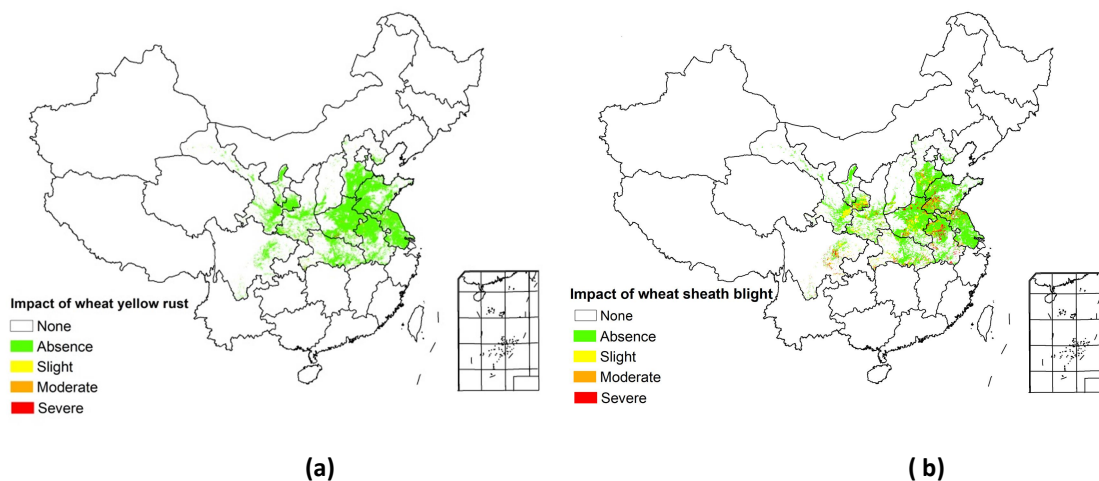 Impact of wheat yellow rust
None
Absence
Slight
Moderate
Severe
(a)
Impact of wheat sheath blight
None
Absence
Slight
Moderate
Severe
( b)